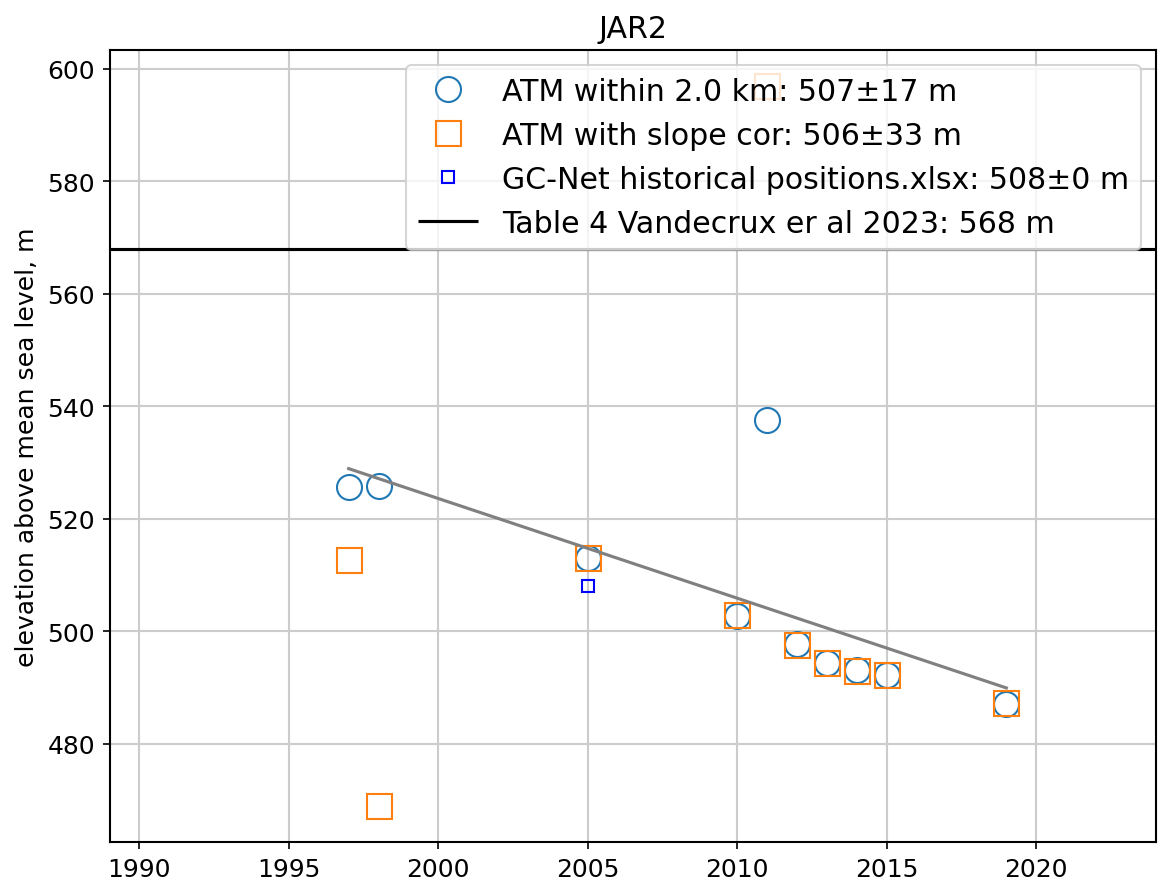 JAR2
ATM within 2.0 km: 507±17 m
ATM with slope cor: 506±33 m
GC-Net historical positions.xlsx: 508±0 m
Table 4 Vandecrux er al 2023: 568 m
elevation above mean sea level, m
600
580
560
540
520
500
480
1990 1995 2000 2005 2010 2015 2020